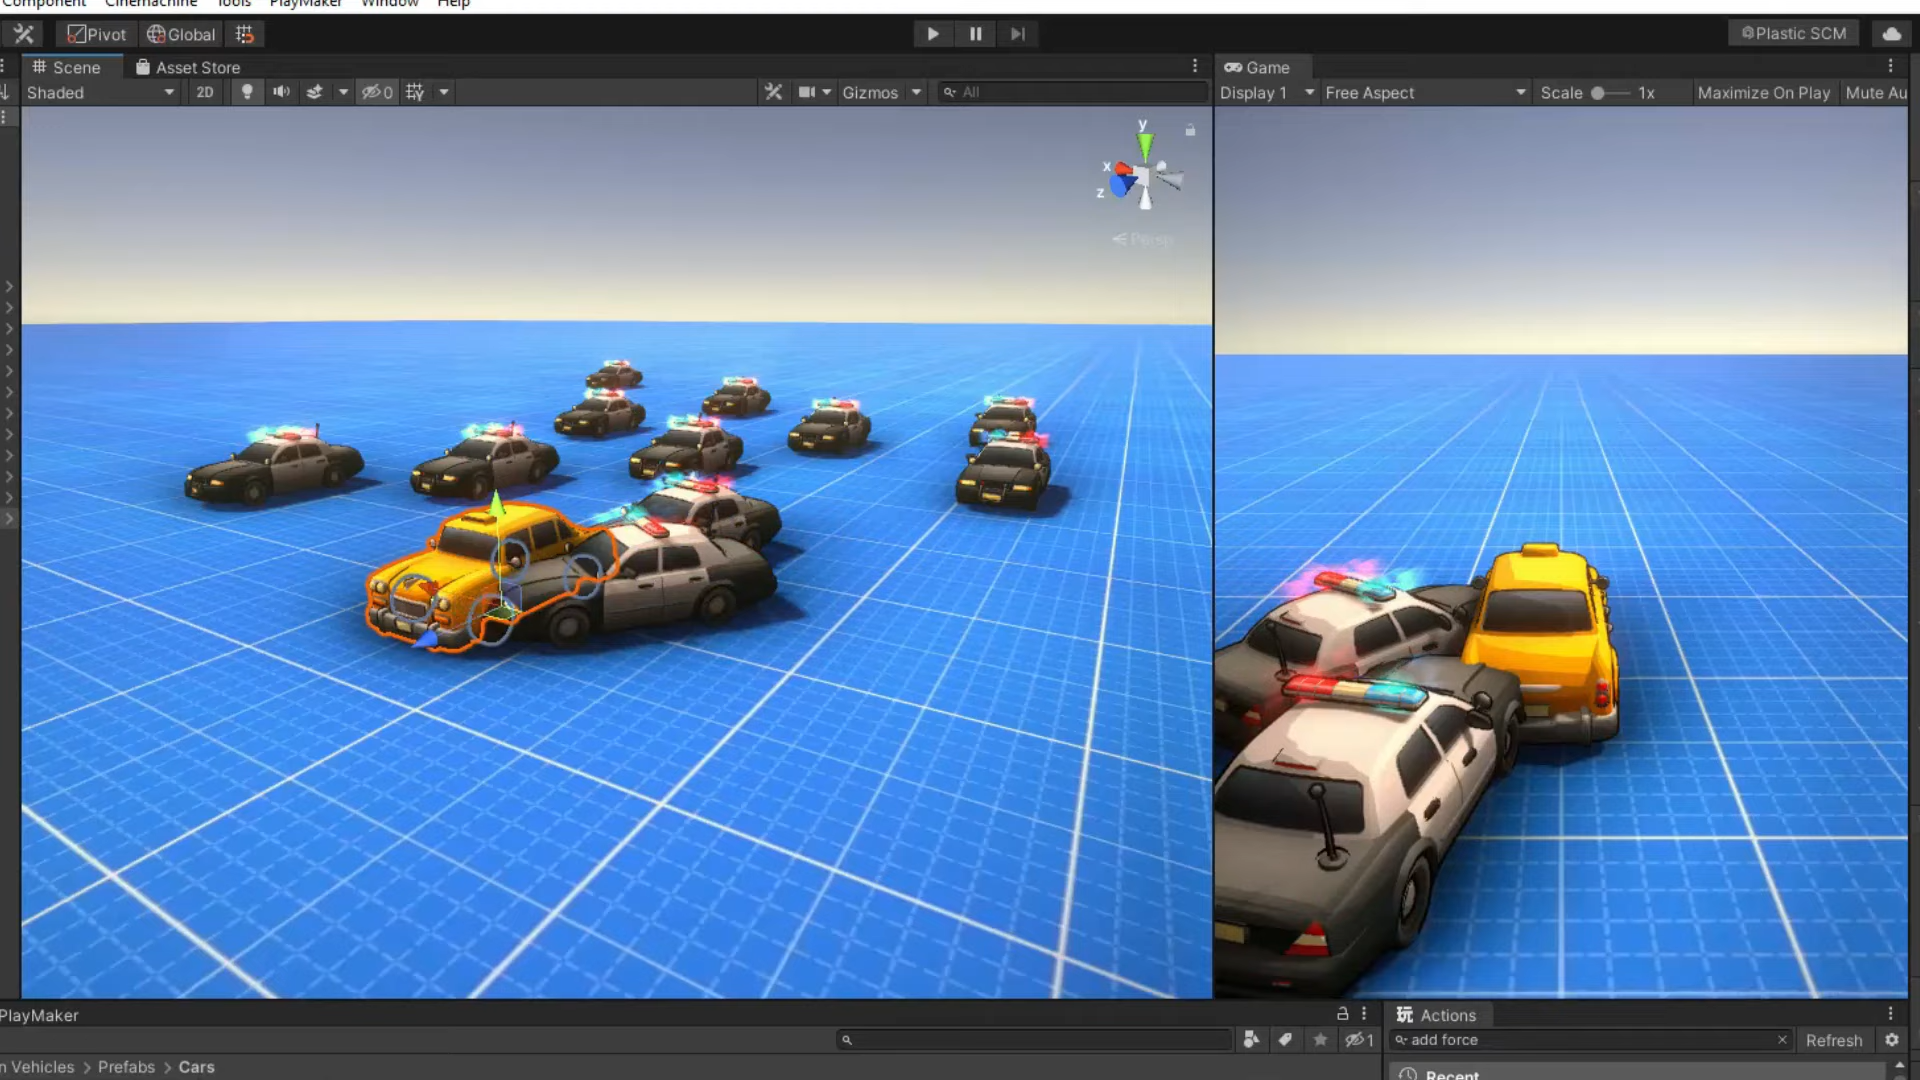 Component Cinemachine Tools PlayMaker Window Help
Pivot Global Plastic SCM
Scene Asset Store
Game
Shaded 2D 0 Gizmos All
Display 1 Free Aspect Scale 1x Maximize On Play Mute Au
y
x
z
Persp
PlayMaker
Actions
1
add force Refresh
n Vehicles > Prefabs > Cars
Recent